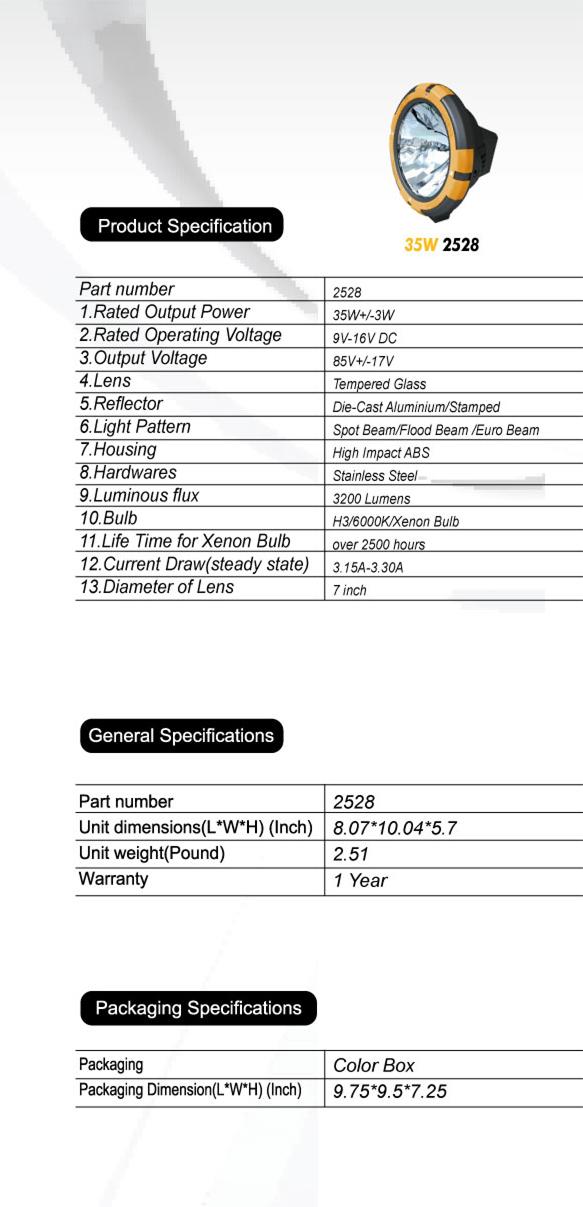 35W 2528
Product Specification
Part number 2528
1.Rated Output Power 35W+/-3W
2.Rated Operating Voltage 9V-16V DC
3.Output Voltage 85V+/-17V
4.Lens Tempered Glass
5.Reflector Die-Cast Aluminium/Stamped
6.Light Pattern Spot Beam/Flood Beam /Euro Beam
7.Housing High Impact ABS
8.Hardwares Stainless Steel
9.Luminous flux 3200 Lumens
10.Bulb H3/6000K/Xenon Bulb
11.Life Time for Xenon Bulb over 2500 hours
12.Current Draw(steady state) 3.15A-3.30A
13.Diameter of Lens 7 inch
General Specifications
Part number 2528
Unit dimensions(L*W*H) (Inch) 8.07*10.04*5.7
Unit weight(Pound) 2.51
Warranty 1 Year
Packaging Specifications
Packaging Color Box
Packaging Dimension(L*W*H) (Inch) 9.75*9.5*7.25